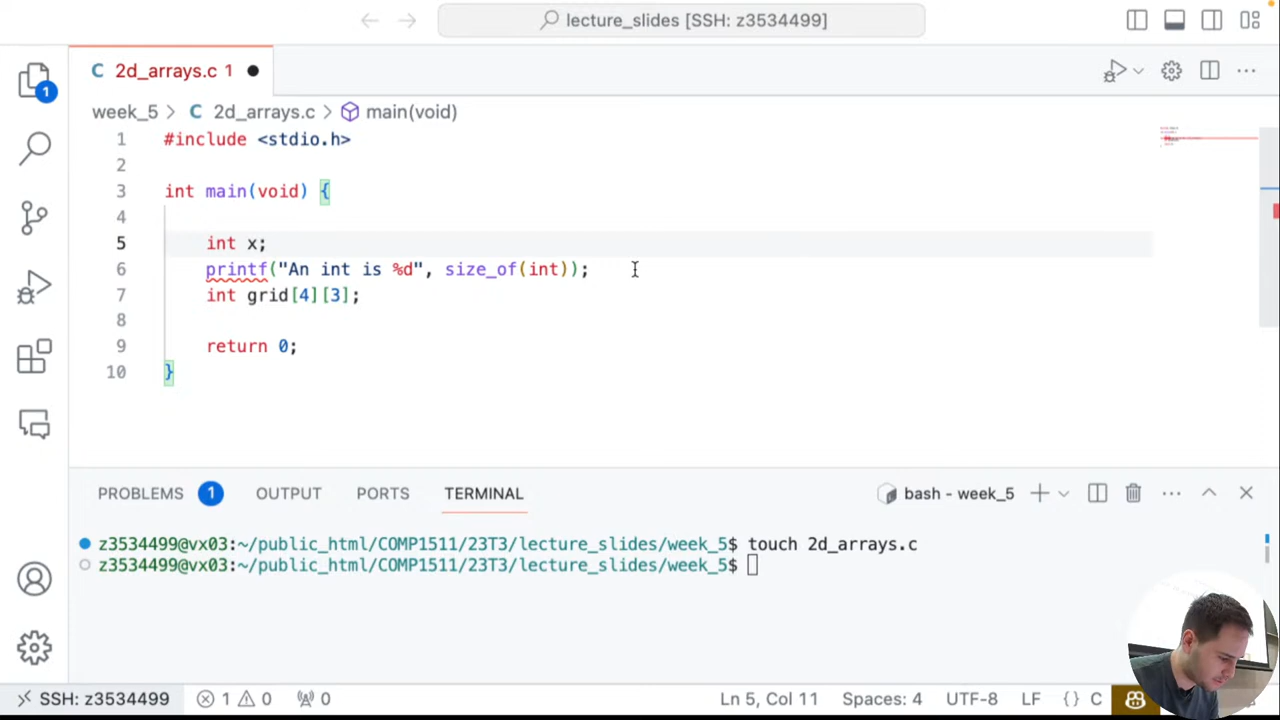 lecture_slides [SSH: z3534499]
C 2d_arrays.c 1
week_5 > C 2d_arrays.c > main(void)
1 #include <stdio.h>
2
3 int main(void) {
4
5 int x;
6 printf("An int is %d", size_of(int));
7 int grid[4][3];
8
9 return 0;
10 }
1
PROBLEMS 1 OUTPUT PORTS TERMINAL bash - week_5
z3534499@vx03:~/public_html/COMP1511/23T3/lecture_slides/week_5$ touch 2d_arrays.c
z3534499@vx03:~/public_html/COMP1511/23T3/lecture_slides/week_5$
SSH: z3534499 1 0 0 Ln 5, Col 11 Spaces: 4 UTF-8 LF {} C